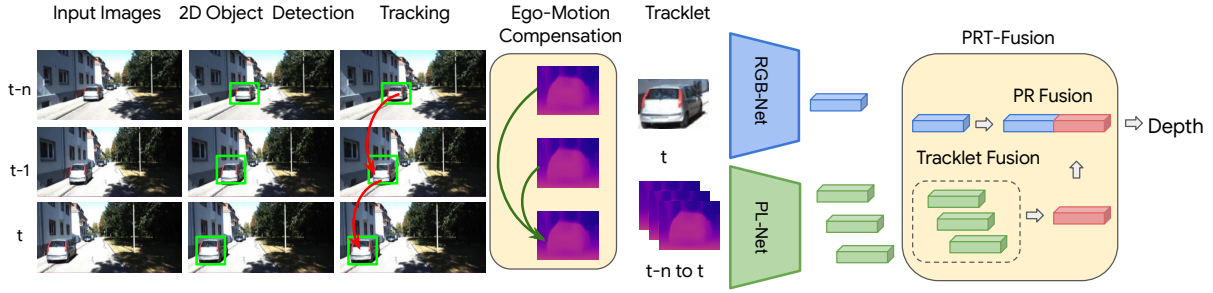 Input Images
2D Object Detection
Tracking
Ego-Motion
Compensation
Tracklet
PRT-Fusion
t-n
t-1
t
t
t-n to t
RGB-Net
PL-Net
PR Fusion
Tracklet Fusion
Depth